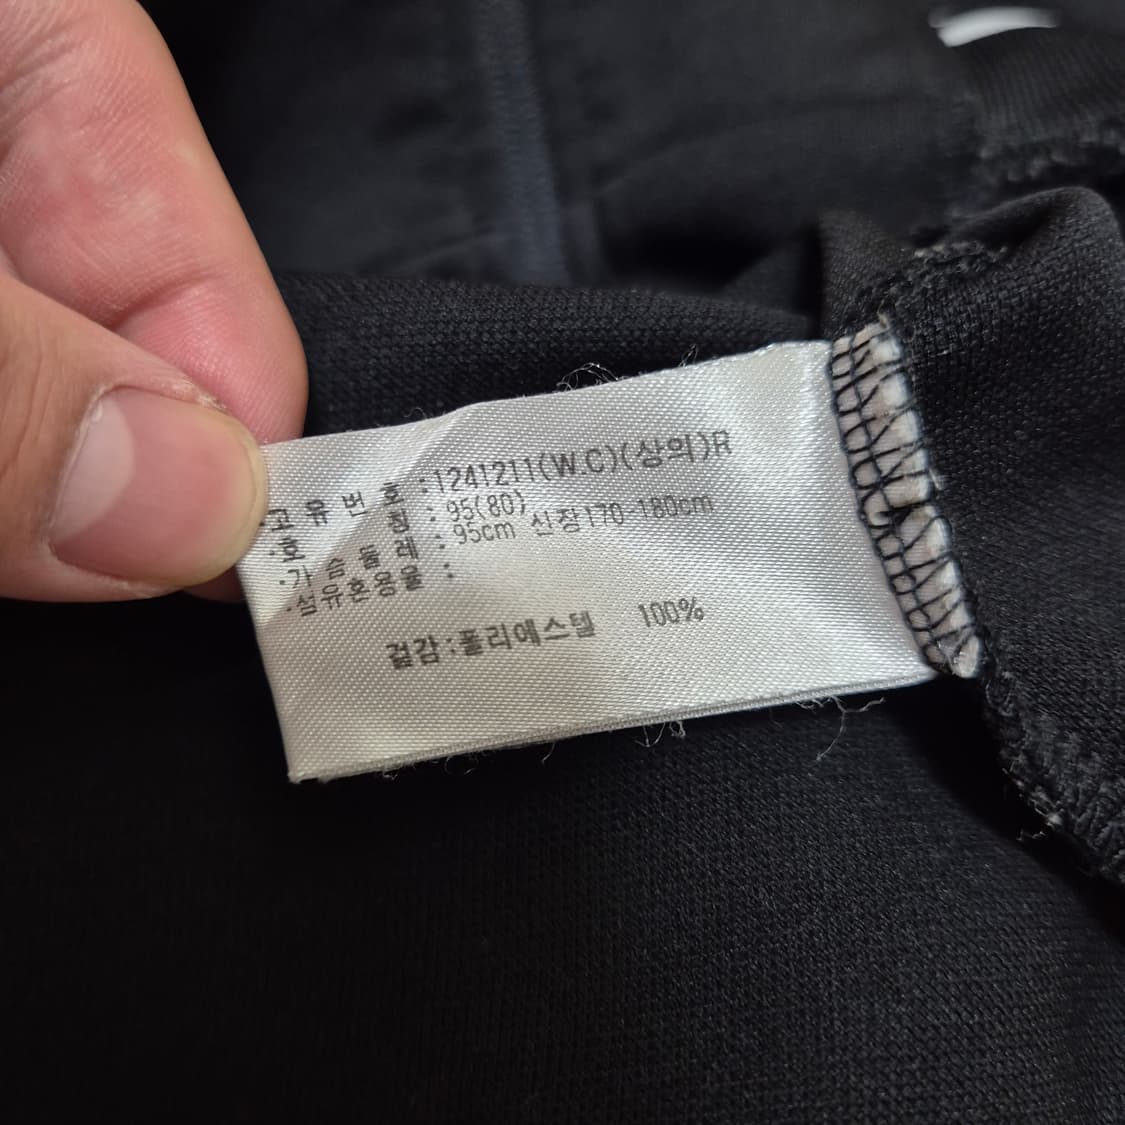 ·고 유 번 호 :1241211(W.C)(상의)R
·호 칭 : 95(80)
·가 슴 둘 레 : 95cm 신장170-180cm
·섬유 혼 용 율 :
겉감:폴리에스텔 100%